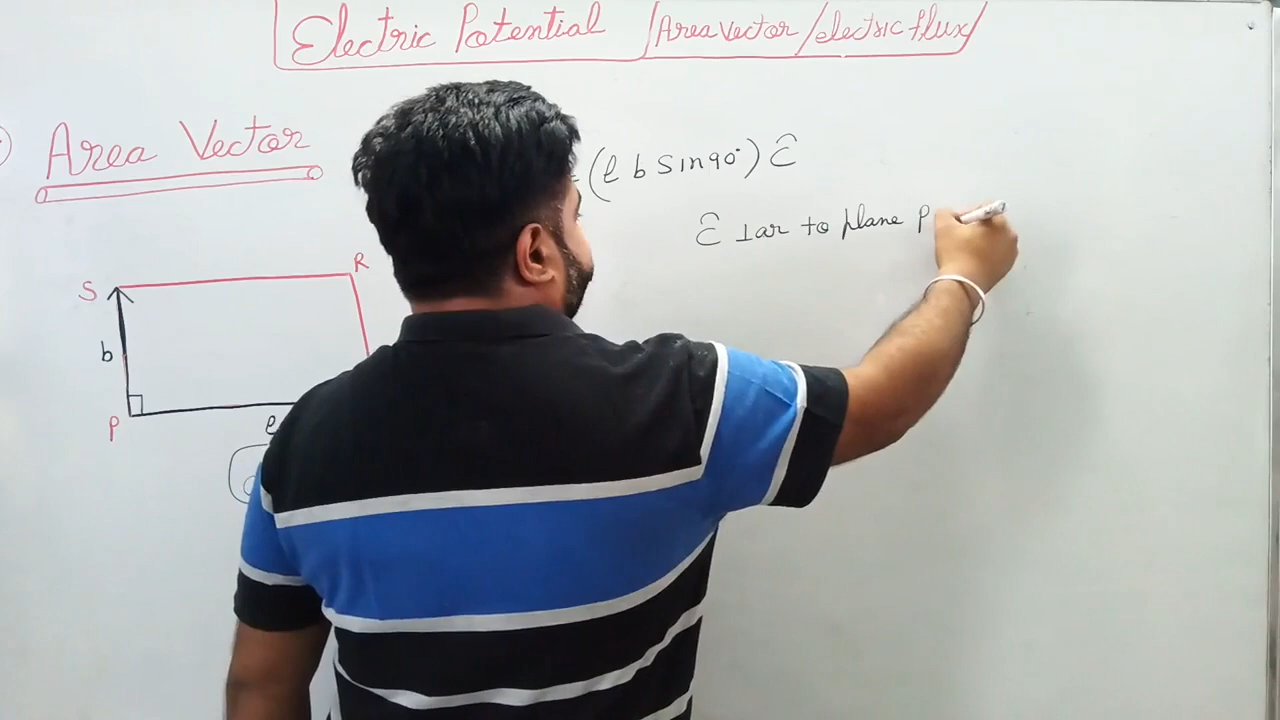 Electric Potential / Area Vector / electric flux
Area Vector
= (l b Sin90°) ĉ
ĉ ⊥ar to plane P
S
R
b
P
l